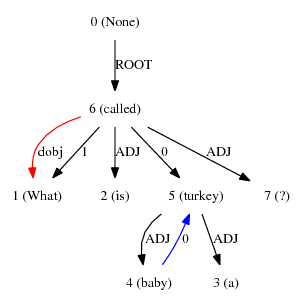 0 (None)
ROOT
6 (called)
dobj 1 ADJ 0 ADJ
1 (What) 2 (is) 5 (turkey) 7 (?)
ADJ 0 ADJ
4 (baby) 3 (a)